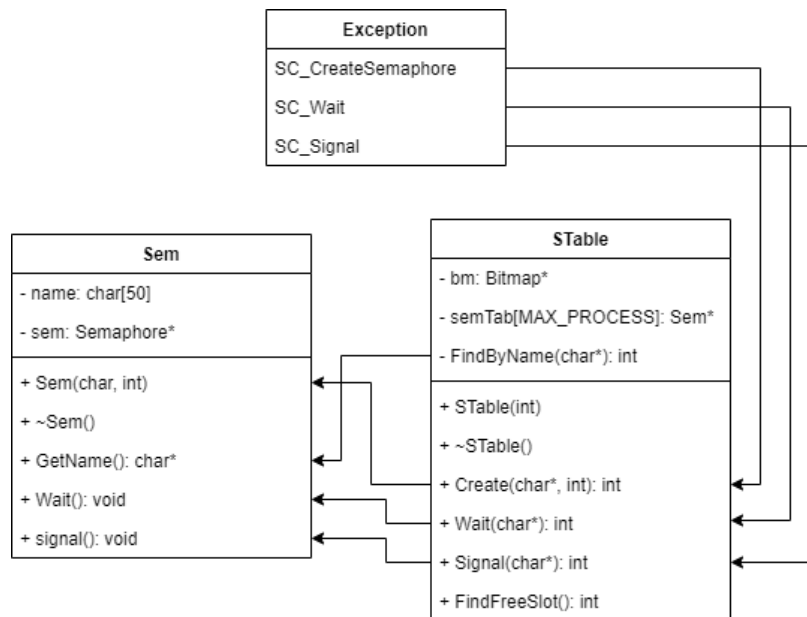 Exception
SC_CreateSemaphore
SC_Wait
SC_Signal
Sem
- name: char[50]
- sem: Semaphore*
+ Sem(char, int)
+ ~Sem()
+ GetName(): char*
+ Wait(): void
+ signal(): void
STable
- bm: Bitmap*
- semTab[MAX_PROCESS]: Sem*
- FindByName(char*): int
+ STable(int)
+ ~STable()
+ Create(char*, int): int
+ Wait(char*): int
+ Signal(char*): int
+ FindFreeSlot(): int